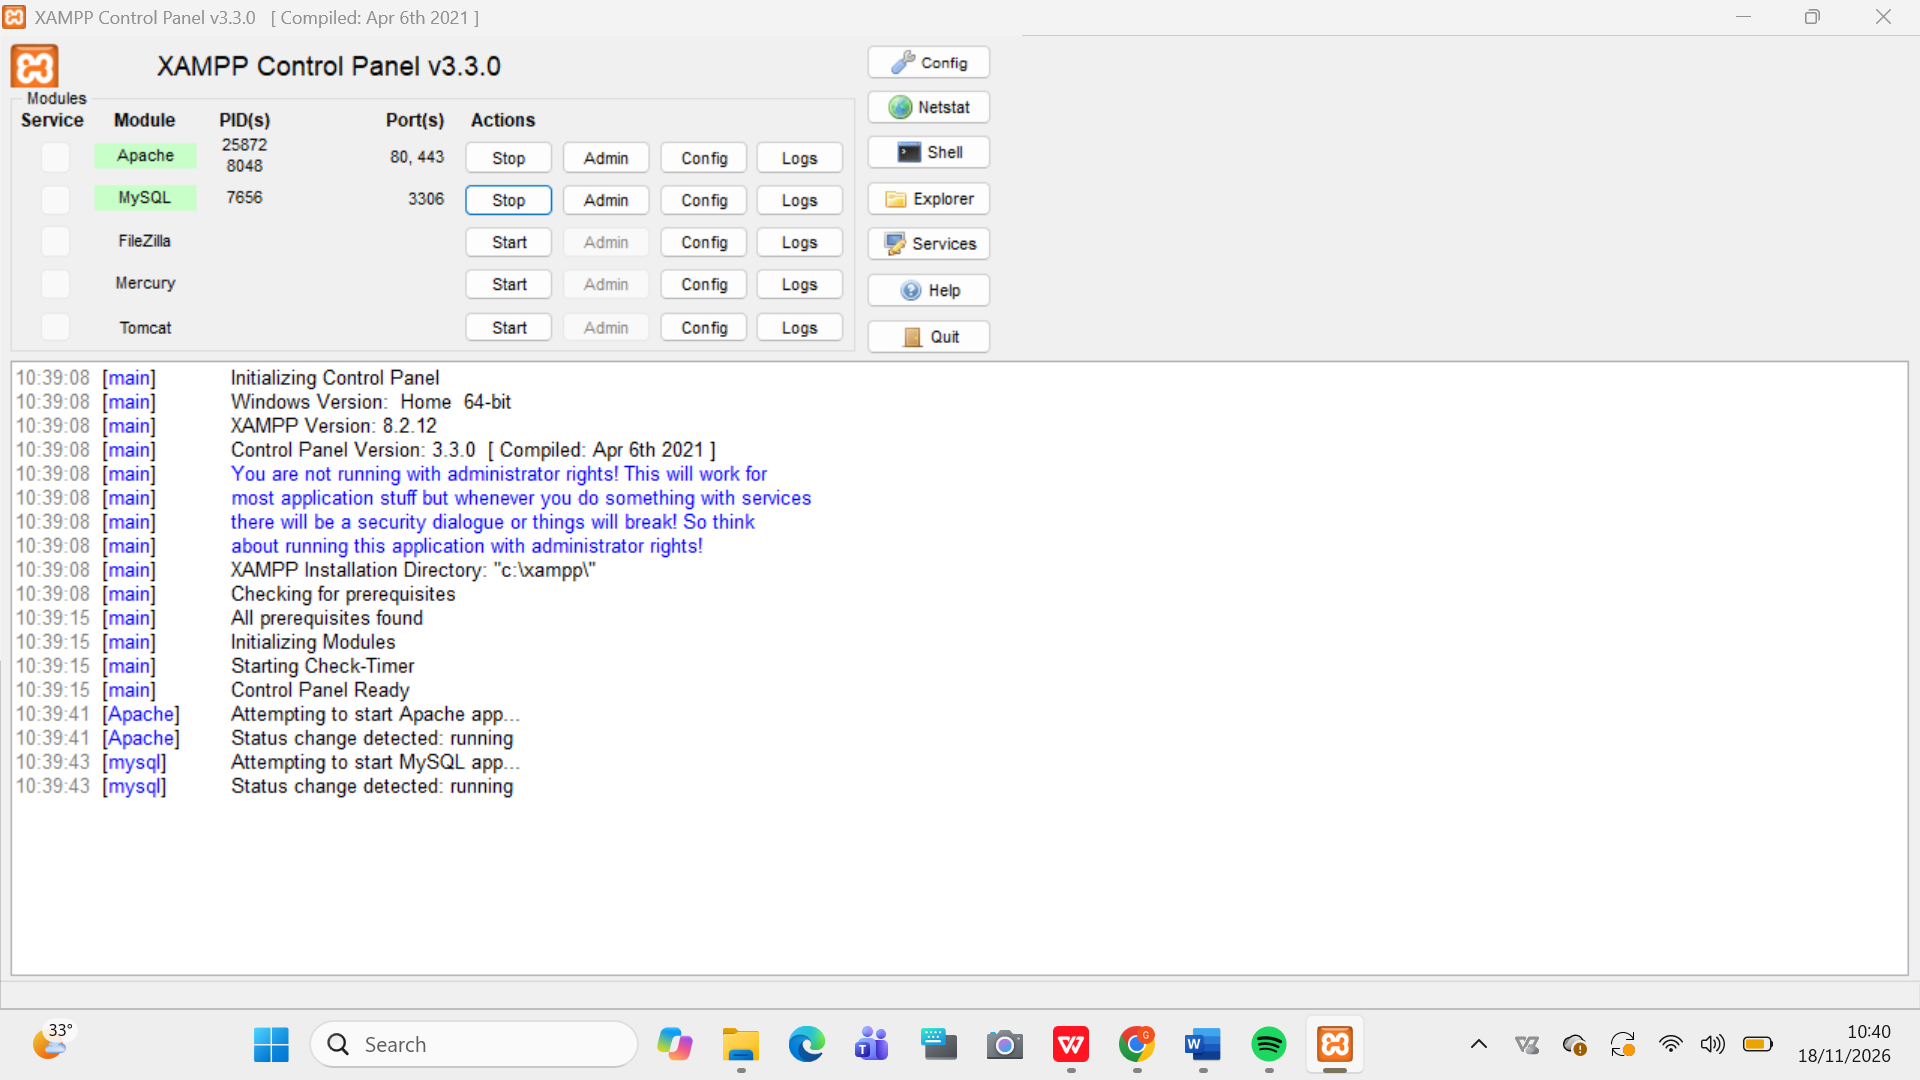 XAMPP Control Panel v3.3.0 [ Compiled: Apr 6th 2021 ]
XAMPP Control Panel v3.3.0
Config
Netstat
Shell
Explorer
Services
Help
Quit
Modules
Service Module PID(s) Port(s) Actions
Apache 25872 8048 80, 443 Stop Admin Config Logs
MySQL 7656 3306 Stop Admin Config Logs
FileZilla Start Admin Config Logs
Mercury Start Admin Config Logs
Tomcat Start Admin Config Logs
10:39:08 [main] Initializing Control Panel
10:39:08 [main] Windows Version: Home 64-bit
10:39:08 [main] XAMPP Version: 8.2.12
10:39:08 [main] Control Panel Version: 3.3.0 [ Compiled: Apr 6th 2021 ]
10:39:08 [main] You are not running with administrator rights! This will work for
10:39:08 [main] most application stuff but whenever you do something with services
10:39:08 [main] there will be a security dialogue or things will break! So think
10:39:08 [main] about running this application with administrator rights!
10:39:08 [main] XAMPP Installation Directory: "c:\xampp\"
10:39:08 [main] Checking for prerequisites
10:39:15 [main] All prerequisites found
10:39:15 [main] Initializing Modules
10:39:15 [main] Starting Check-Timer
10:39:15 [main] Control Panel Ready
10:39:41 [Apache] Attempting to start Apache app...
10:39:41 [Apache] Status change detected: running
10:39:43 [mysql] Attempting to start MySQL app...
10:39:43 [mysql] Status change detected: running
33°
Search
10:40
18/11/2026